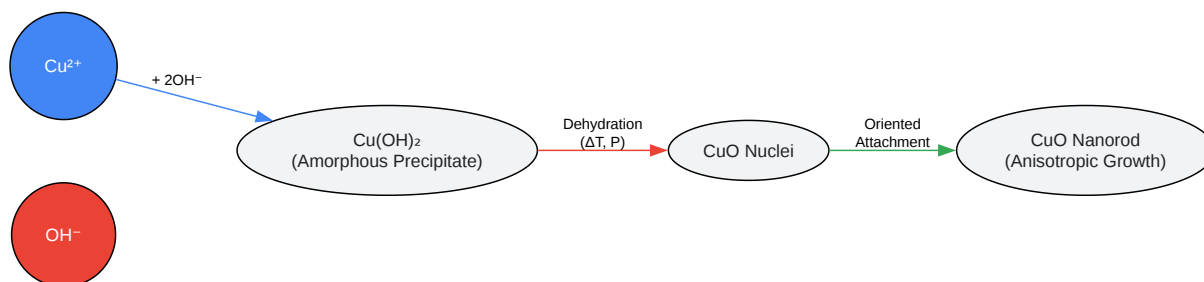 Cu²⁺
+ 2OH⁻
OH⁻
Cu(OH)₂
(Amorphous Precipitate)
Dehydration
(ΔT, P)
CuO Nuclei
Oriented
Attachment
CuO Nanorod
(Anisotropic Growth)